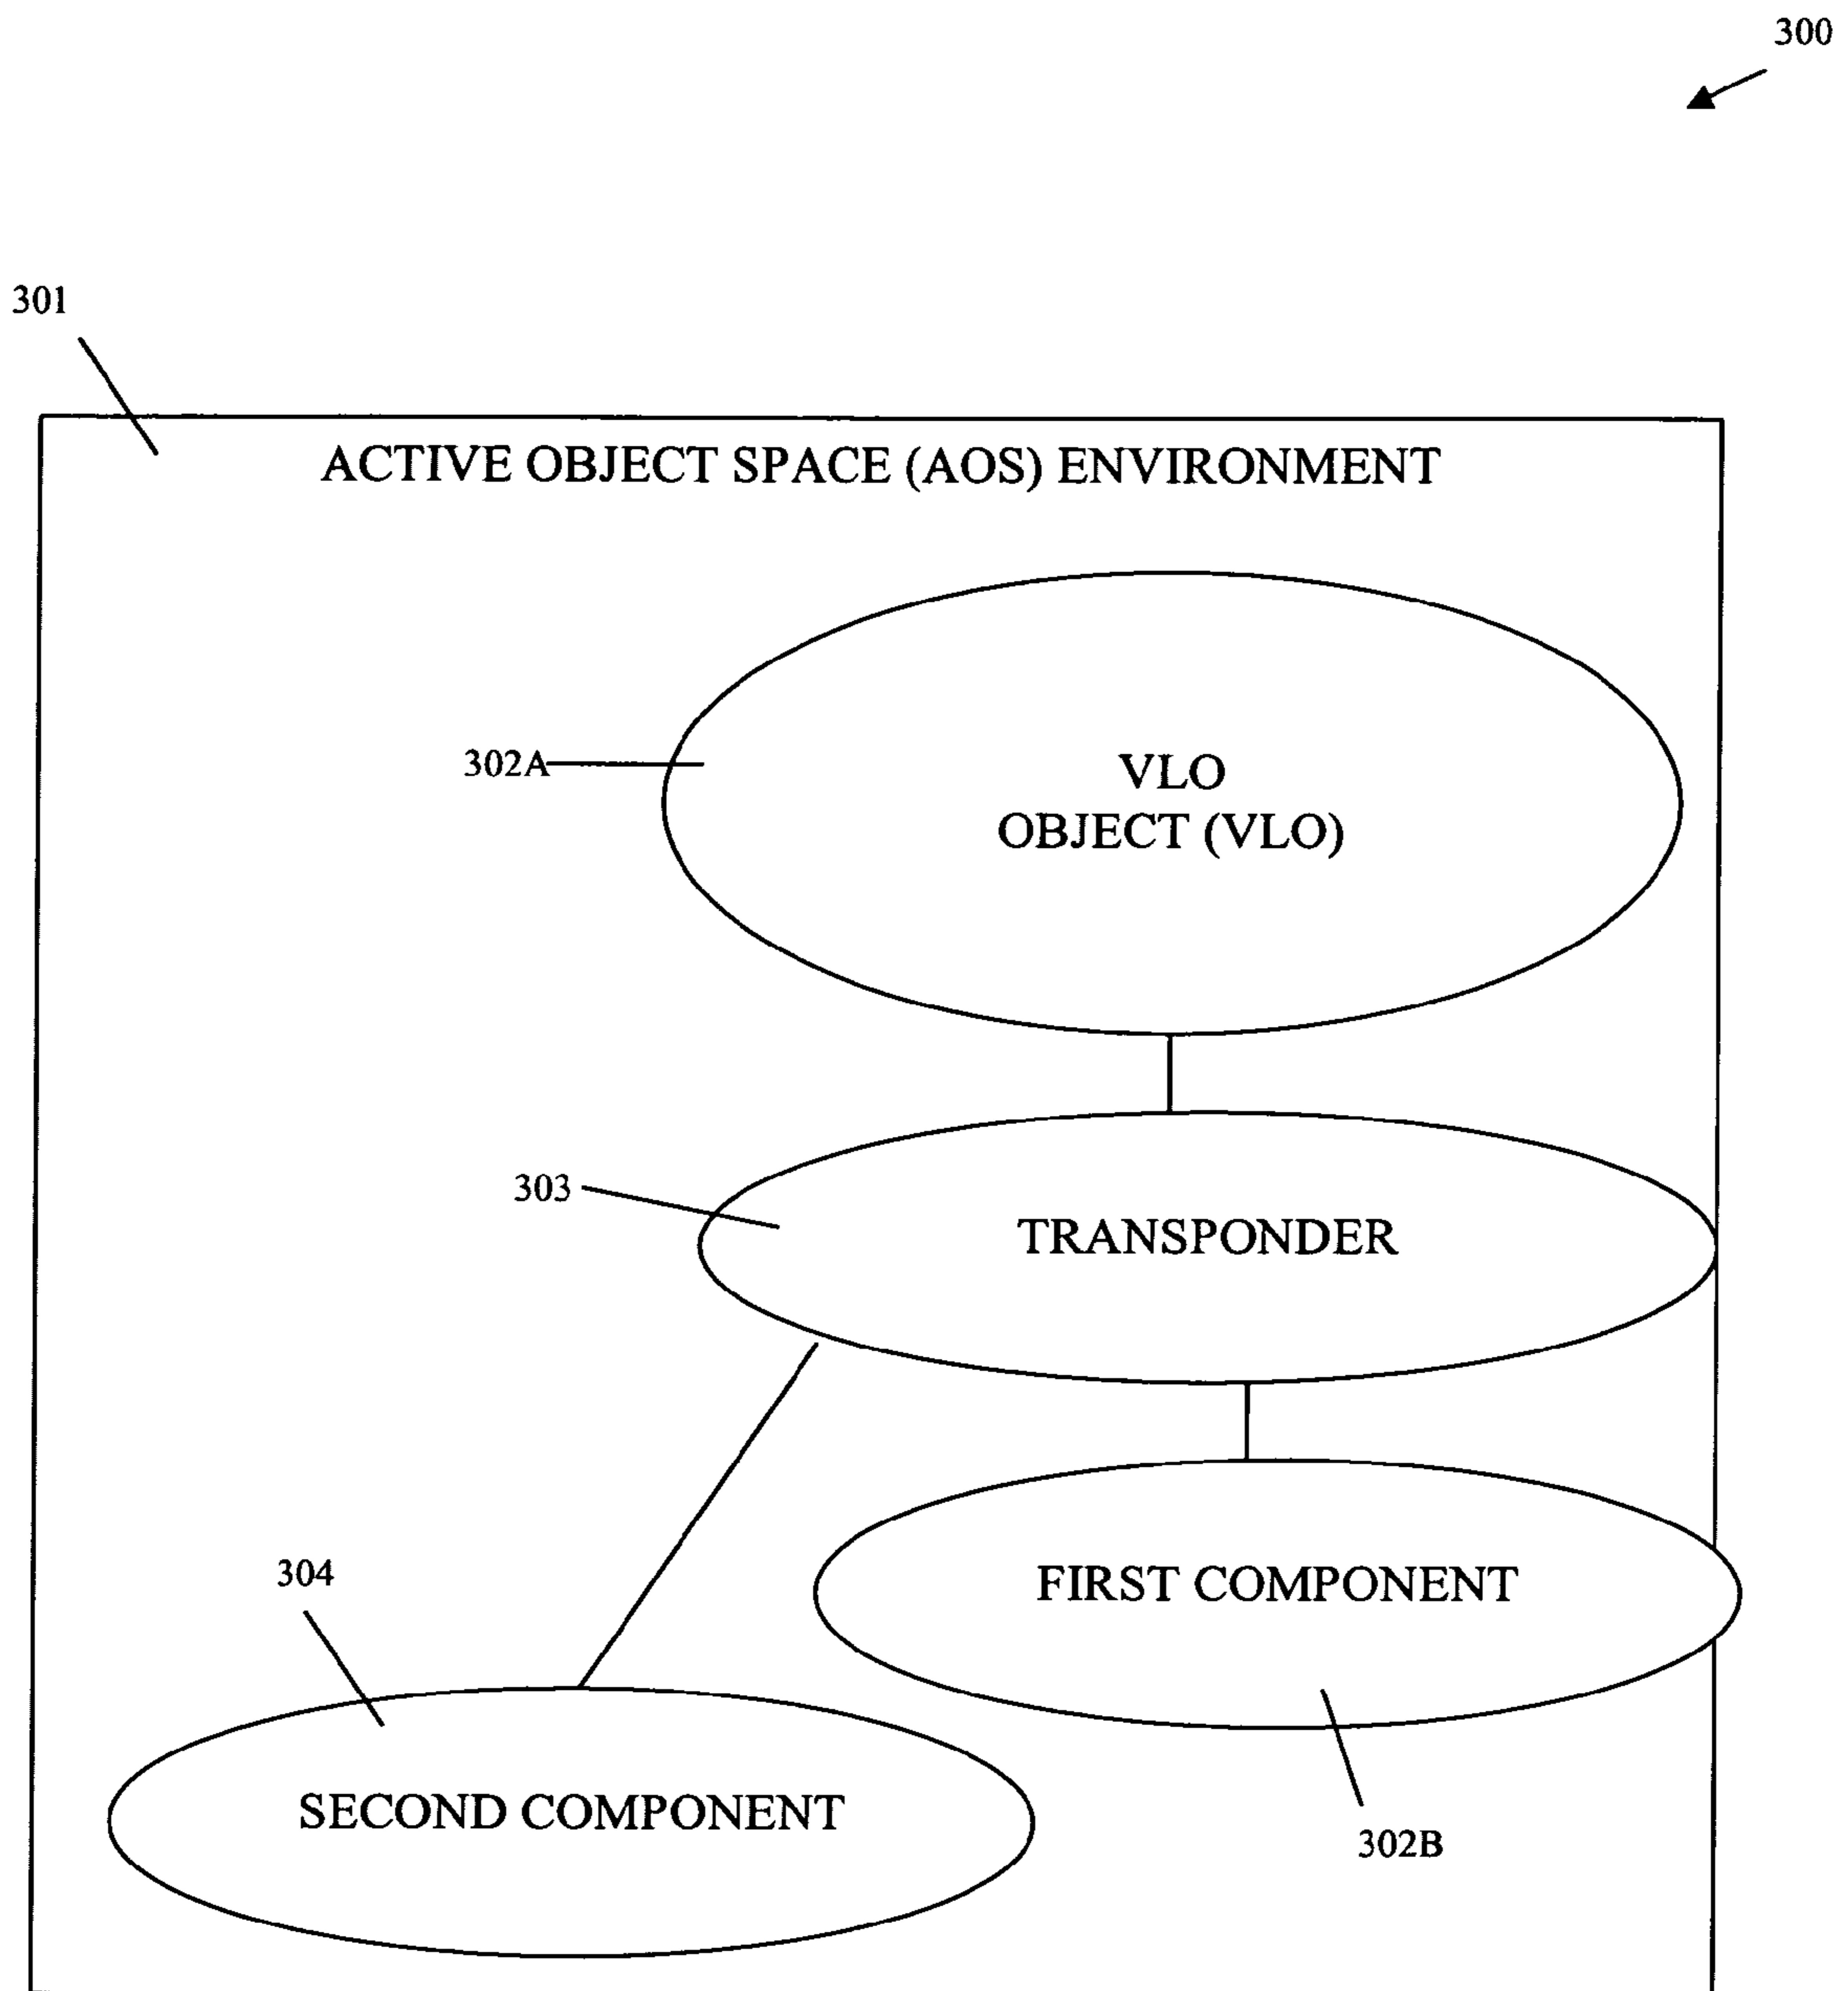 300
301
ACTIVE OBJECT SPACE (AOS) ENVIRONMENT
302A
VLO
OBJECT (VLO)
303
TRANSPONDER
304
FIRST COMPONENT
SECOND COMPONENT
302B